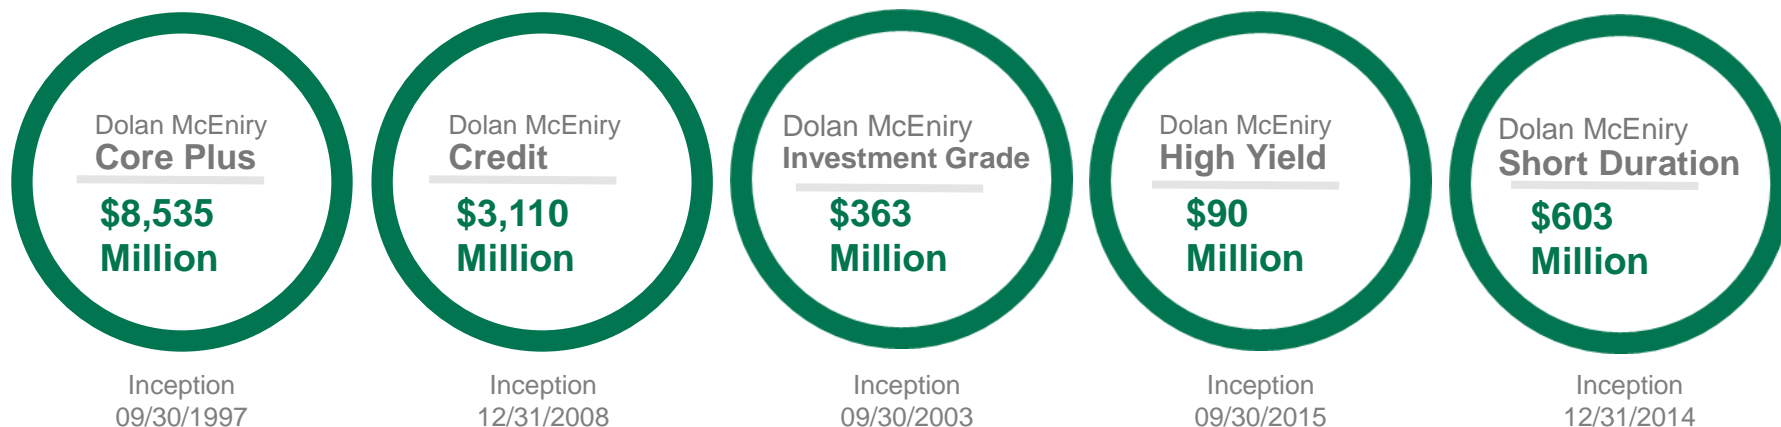 Dolan McEniry
Core Plus
$8,535
Million
Inception
09/30/1997
Dolan McEniry
Credit
$3,110
Million
Inception
12/31/2008
Dolan McEniry
Investment Grade
$363
Million
Inception
09/30/2003
Dolan McEniry
High Yield
$90
Million
Inception
09/30/2015
Dolan McEniry
Short Duration
$603
Million
Inception
12/31/2014